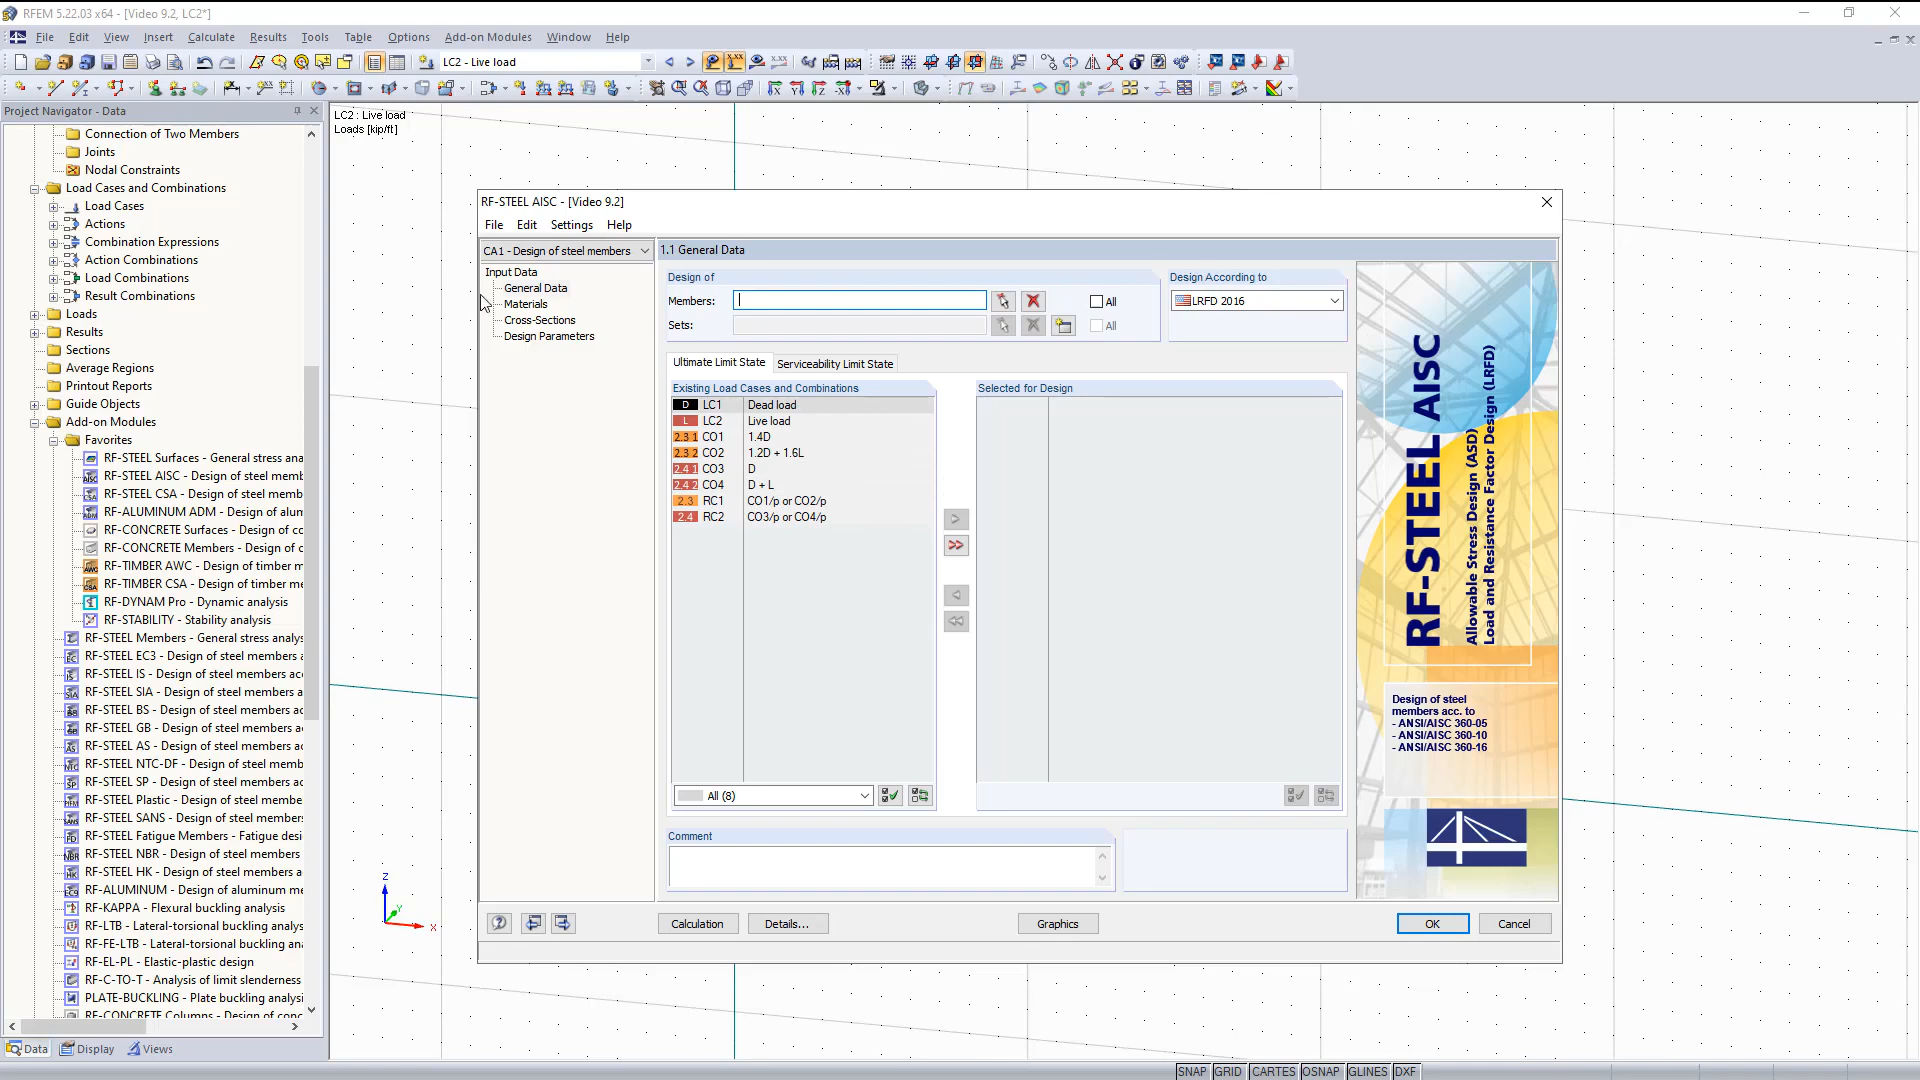 RFEM 5.22.03 x64 - [Video 9.2, LC2*]
File Edit View Insert Calculate Results Tools Table Options Add-on Modules Window Help
LC2 - Live load
Project Navigator - Data
Connection of Two Members
Joints
Nodal Constraints
Load Cases and Combinations
Load Cases
Actions
Combination Expressions
Action Combinations
Load Combinations
Result Combinations
Loads
Results
Sections
Average Regions
Printout Reports
Guide Objects
Add-on Modules
Favorites
RF-STEEL Surfaces - General stress ana
RF-STEEL AISC - Design of steel memb
RF-STEEL CSA - Design of steel memb
RF-ALUMINUM ADM - Design of alum
RF-CONCRETE Surfaces - Design of co
RF-CONCRETE Members - Design of c
RF-TIMBER AWC - Design of timber m
RF-TIMBER CSA - Design of timber me
RF-DYNAM Pro - Dynamic analysis
RF-STABILITY - Stability analysis
RF-STEEL Members - General stress analys
RF-STEEL EC3 - Design of steel members a
RF-STEEL IS - Design of steel members acc
RF-STEEL SIA - Design of steel members a
RF-STEEL BS - Design of steel members ac
RF-STEEL GB - Design of steel members a
RF-STEEL AS - Design of steel members ac
RF-STEEL NTC-DF - Design of steel memb
RF-STEEL SP - Design of steel members ac
RF-STEEL Plastic - Design of steel membe
RF-STEEL SANS - Design of steel member
RF-STEEL Fatigue Members - Fatigue desi
RF-STEEL NBR - Design of steel members
RF-STEEL HK - Design of steel members a
RF-ALUMINUM - Design of aluminum me
RF-KAPPA - Flexural buckling analysis
RF-LTB - Lateral-torsional buckling analys
RF-FE-LTB - Lateral-torsional buckling ana
RF-EL-PL - Elastic-plastic design
RF-C-TO-T - Analysis of limit slenderness
PLATE-BUCKLING - Plate buckling analysi
RF-CONCRETE Columns - Design of conc
Data Display Views
LC2 : Live load
Loads [kip/ft]
Z
Y
X
RF-STEEL AISC - [Video 9.2]
File Edit Settings Help
CA1 - Design of steel members
Input Data
General Data
Materials
Cross-Sections
Design Parameters
1.1 General Data
Design of
Members: All
Sets: All
Design According to
LRFD 2016
Ultimate Limit State Serviceability Limit State
Existing Load Cases and Combinations
D LC1 Dead load
L LC2 Live load
2.3 1 CO1 1.4D
2.3 2 CO2 1.2D + 1.6L
2.4 1 CO3 D
2.4 2 CO4 D + L
2.3 RC1 CO1/p or CO2/p
2.4 RC2 CO3/p or CO4/p
All (8)
Selected for Design
Comment
RF-STEEL AISC
Allowable Stress Design (ASD)
Load and Resistance Factor Design (LRFD)
Design of steel
members acc. to
- ANSI/AISC 360-05
- ANSI/AISC 360-10
- ANSI/AISC 360-16
Calculation Details... Graphics OK Cancel
SNAP GRID CARTES OSNAP GLINES DXF